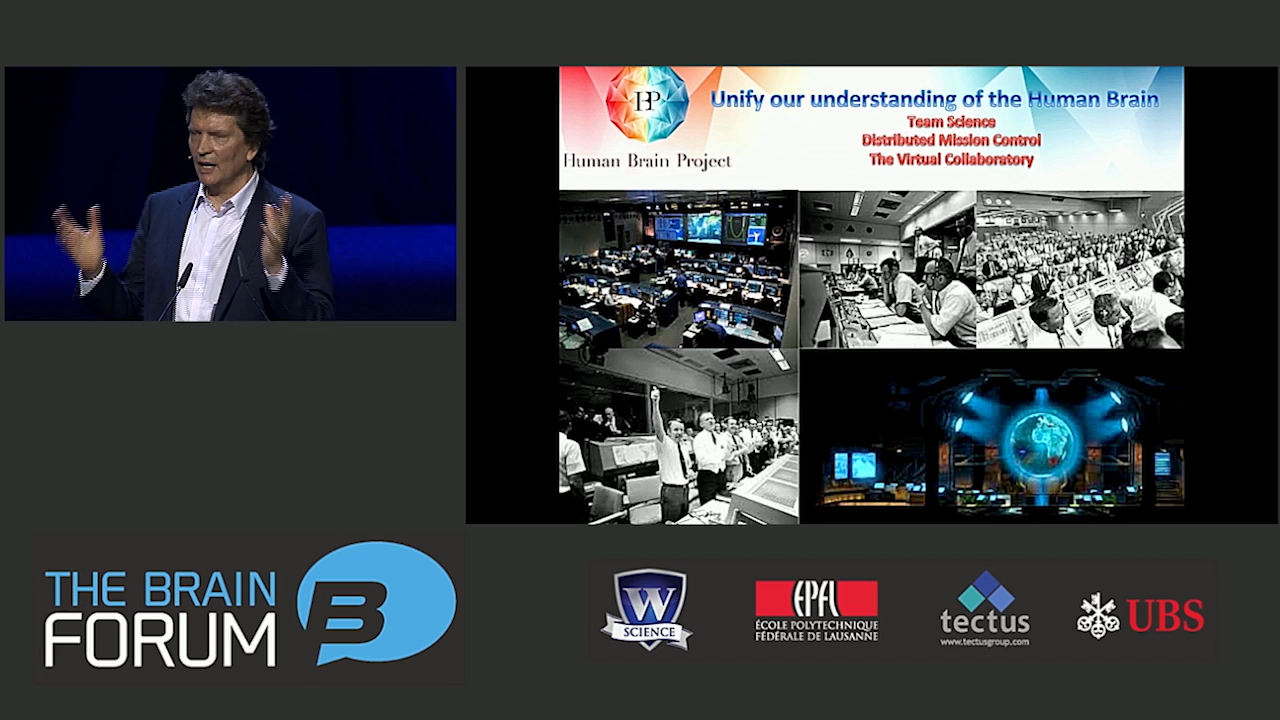 HP
Unify our understanding of the Human Brain
Team Science
Distributed Mission Control
The Virtual Collaboratory
Human Brain Project
THE BRAIN
FORUM
B
W
SCIENCE
EPFL
ÉCOLE POLYTECHNIQUE
FÉDÉRALE DE LAUSANNE
tectus
www.tectusgroup.com
UBS